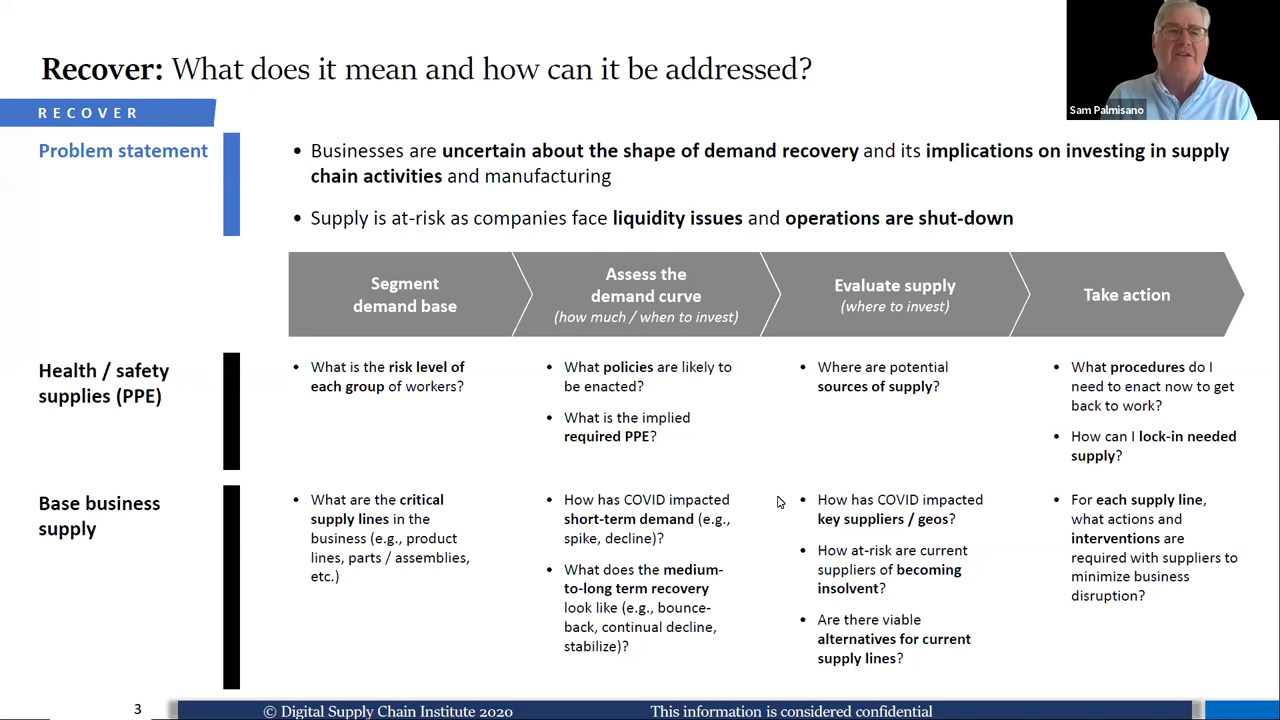 Recover: What does it mean and how can it be addressed?
Sam Palmisano
RECOVER
Problem statement
• Businesses are uncertain about the shape of demand recovery and its implications on investing in supply
chain activities and manufacturing
• Supply is at-risk as companies face liquidity issues and operations are shut-down
Segment
demand base
Assess the
demand curve
(how much / when to invest)
Evaluate supply
(where to invest)
Take action
Health / safety
supplies (PPE)
• What is the risk level of
each group of workers?
• What policies are likely to
be enacted?
• What is the implied
required PPE?
• Where are potential
sources of supply?
• What procedures do I
need to enact now to get
back to work?
• How can I lock-in needed
supply?
Base business
supply
• What are the critical
supply lines in the
business (e.g., product
lines, parts / assemblies,
etc.)
• How has COVID impacted
short-term demand (e.g.,
spike, decline)?
• What does the medium-
to-long term recovery
look like (e.g., bounce-
back, continual decline,
stabilize)?
• How has COVID impacted
key suppliers / geos?
• How at-risk are current
suppliers of becoming
insolvent?
• Are there viable
alternatives for current
supply lines?
• For each supply line,
what actions and
interventions are
required with suppliers to
minimize business
disruption?
3
© Digital Supply Chain Institute 2020
This information is considered confidential